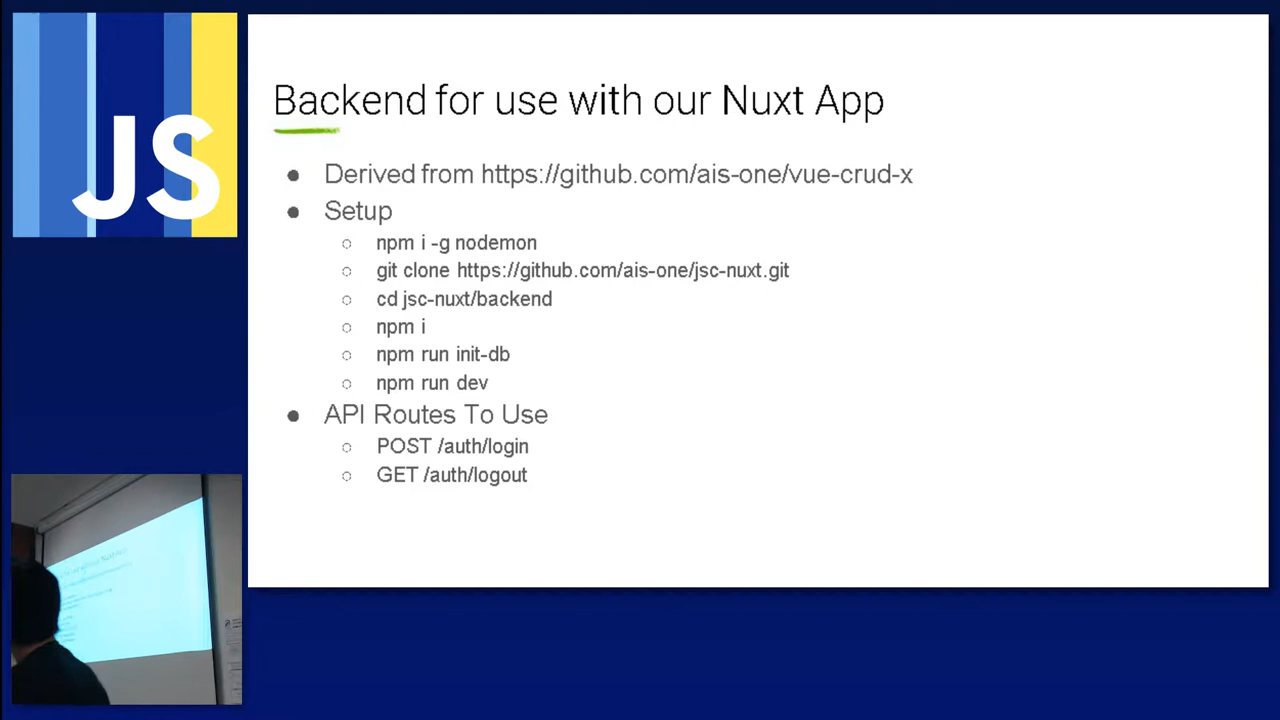 JS
Backend for use with our Nuxt App
Derived from https://github.com/ais-one/vue-crud-x
Setup
npm i -g nodemon
git clone https://github.com/ais-one/jsc-nuxt.git
cd jsc-nuxt/backend
npm i
npm run init-db
npm run dev
API Routes To Use
POST /auth/login
GET /auth/logout